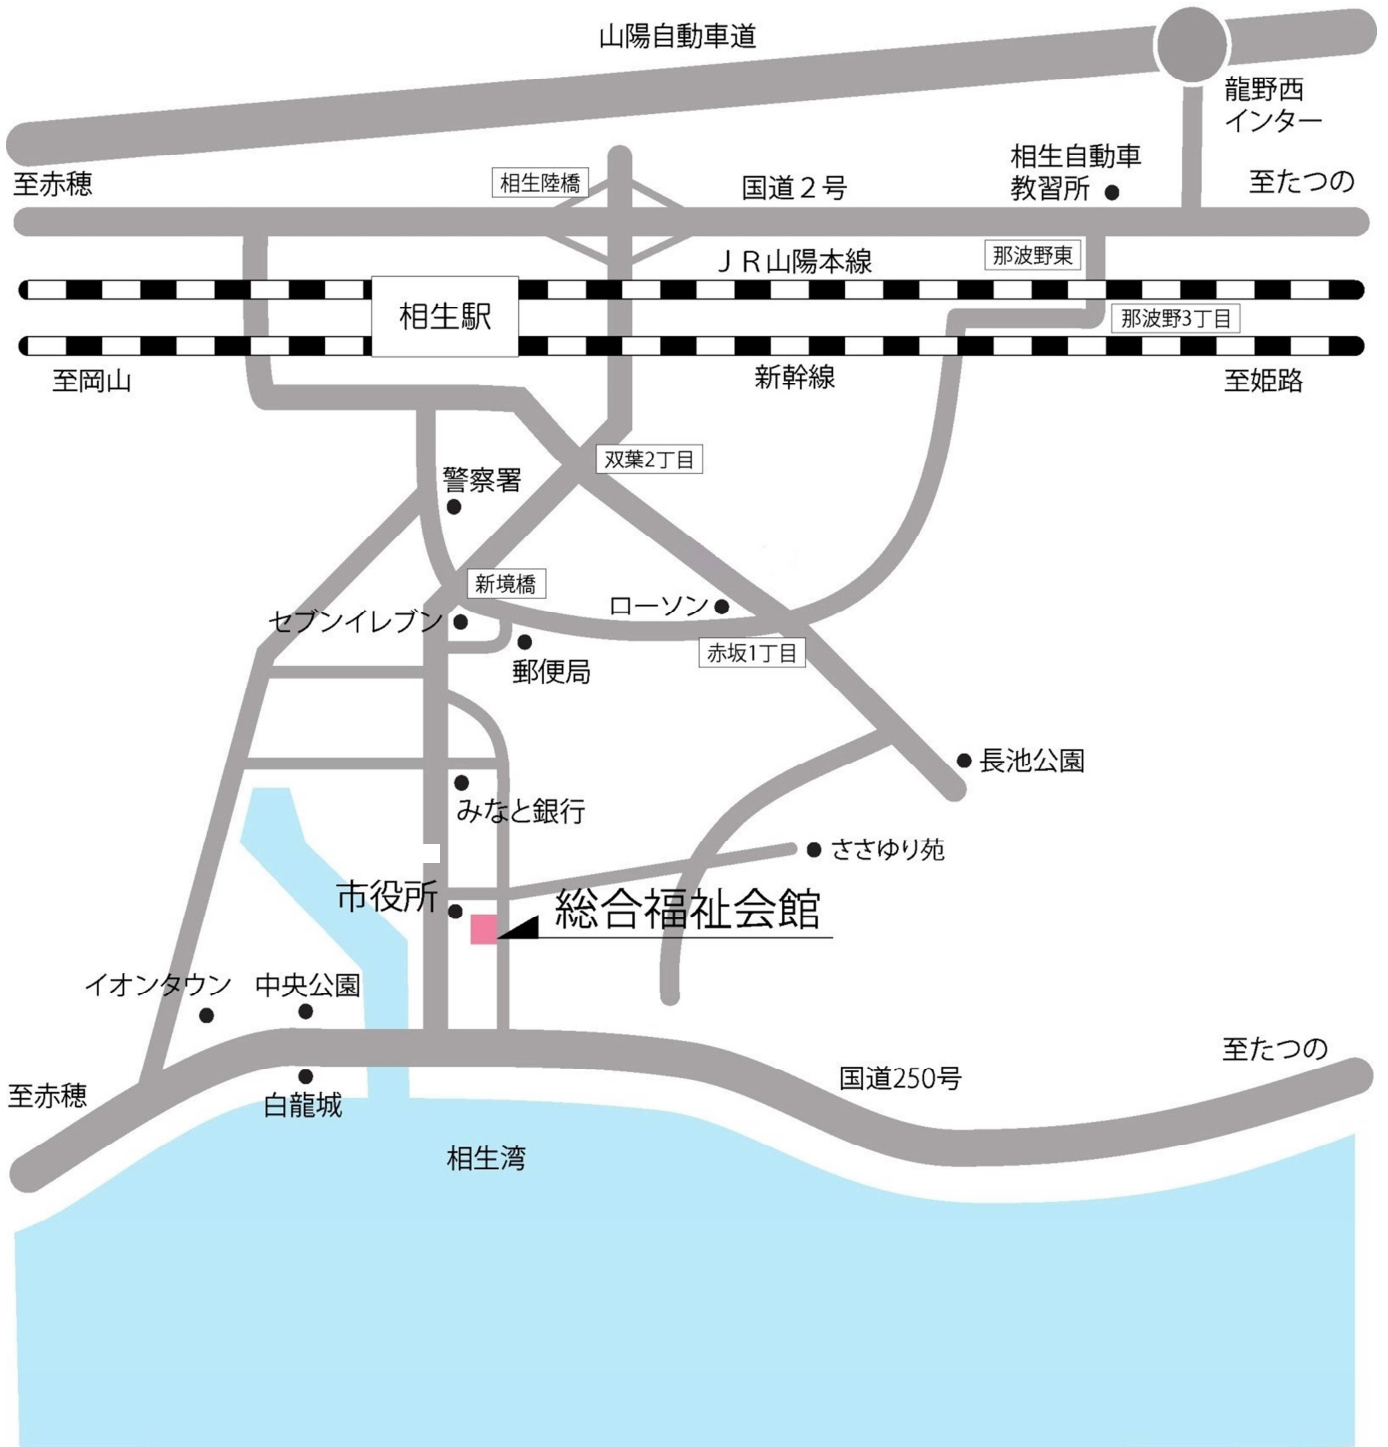 山陽自動車道
龍野西
インター
相生自動車
教習所
至赤穂
相生陸橋
国道２号
至たつの
那波野東
ＪＲ山陽本線
相生駅
那波野3丁目
至岡山
新幹線
至姫路
双葉2丁目
警察署
新境橋
ローソン
セブンイレブン
赤坂1丁目
郵便局
長池公園
みなと銀行
ささゆり苑
市役所
総合福祉会館
イオンタウン
中央公園
至たつの
国道250号
至赤穂
白龍城
相生湾